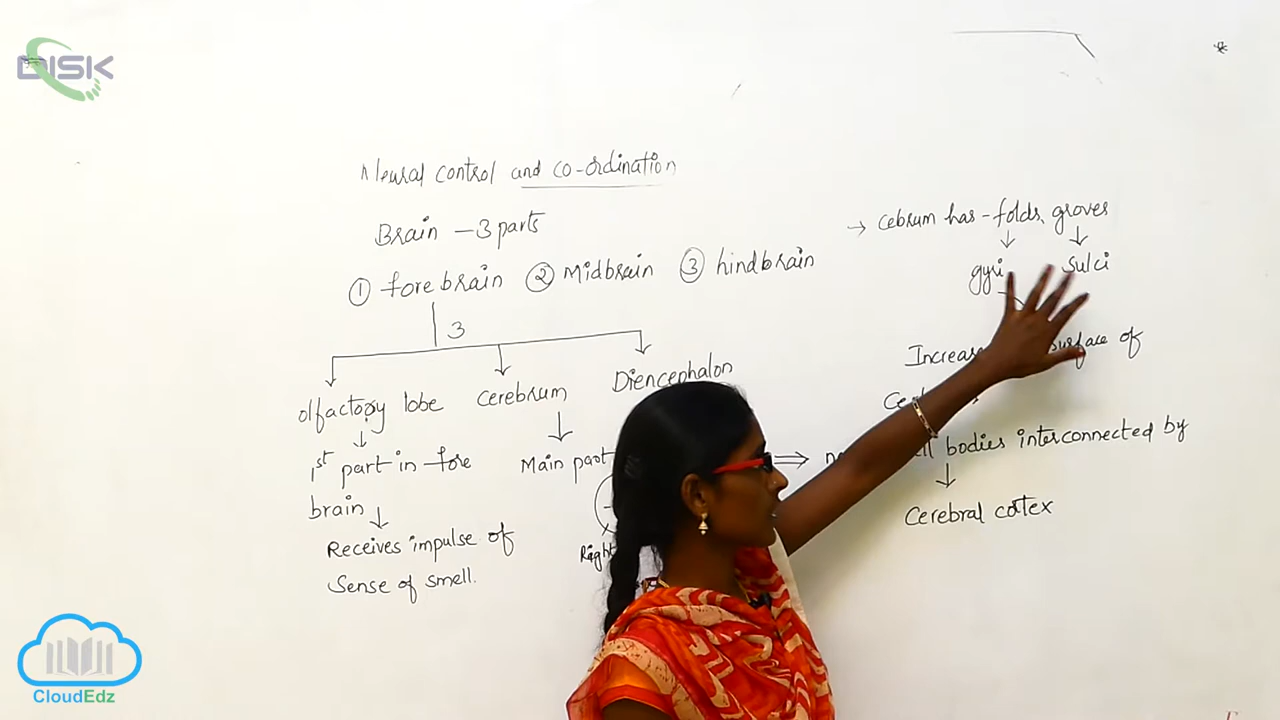 DISK
Neural control and co-ordination
Brain - 3 parts
① fore brain ② Midbrain ③ hindbrain
3
olfactory lobe cerebrum Diencephalon
1st part in fore
brain
Receives impulse of
Sense of smell.
Main part
Right
→ cebrum has - folds, groves
gyri sulci
Increase surface of
bodies interconnected by
Cerebral cortex
CloudEdz